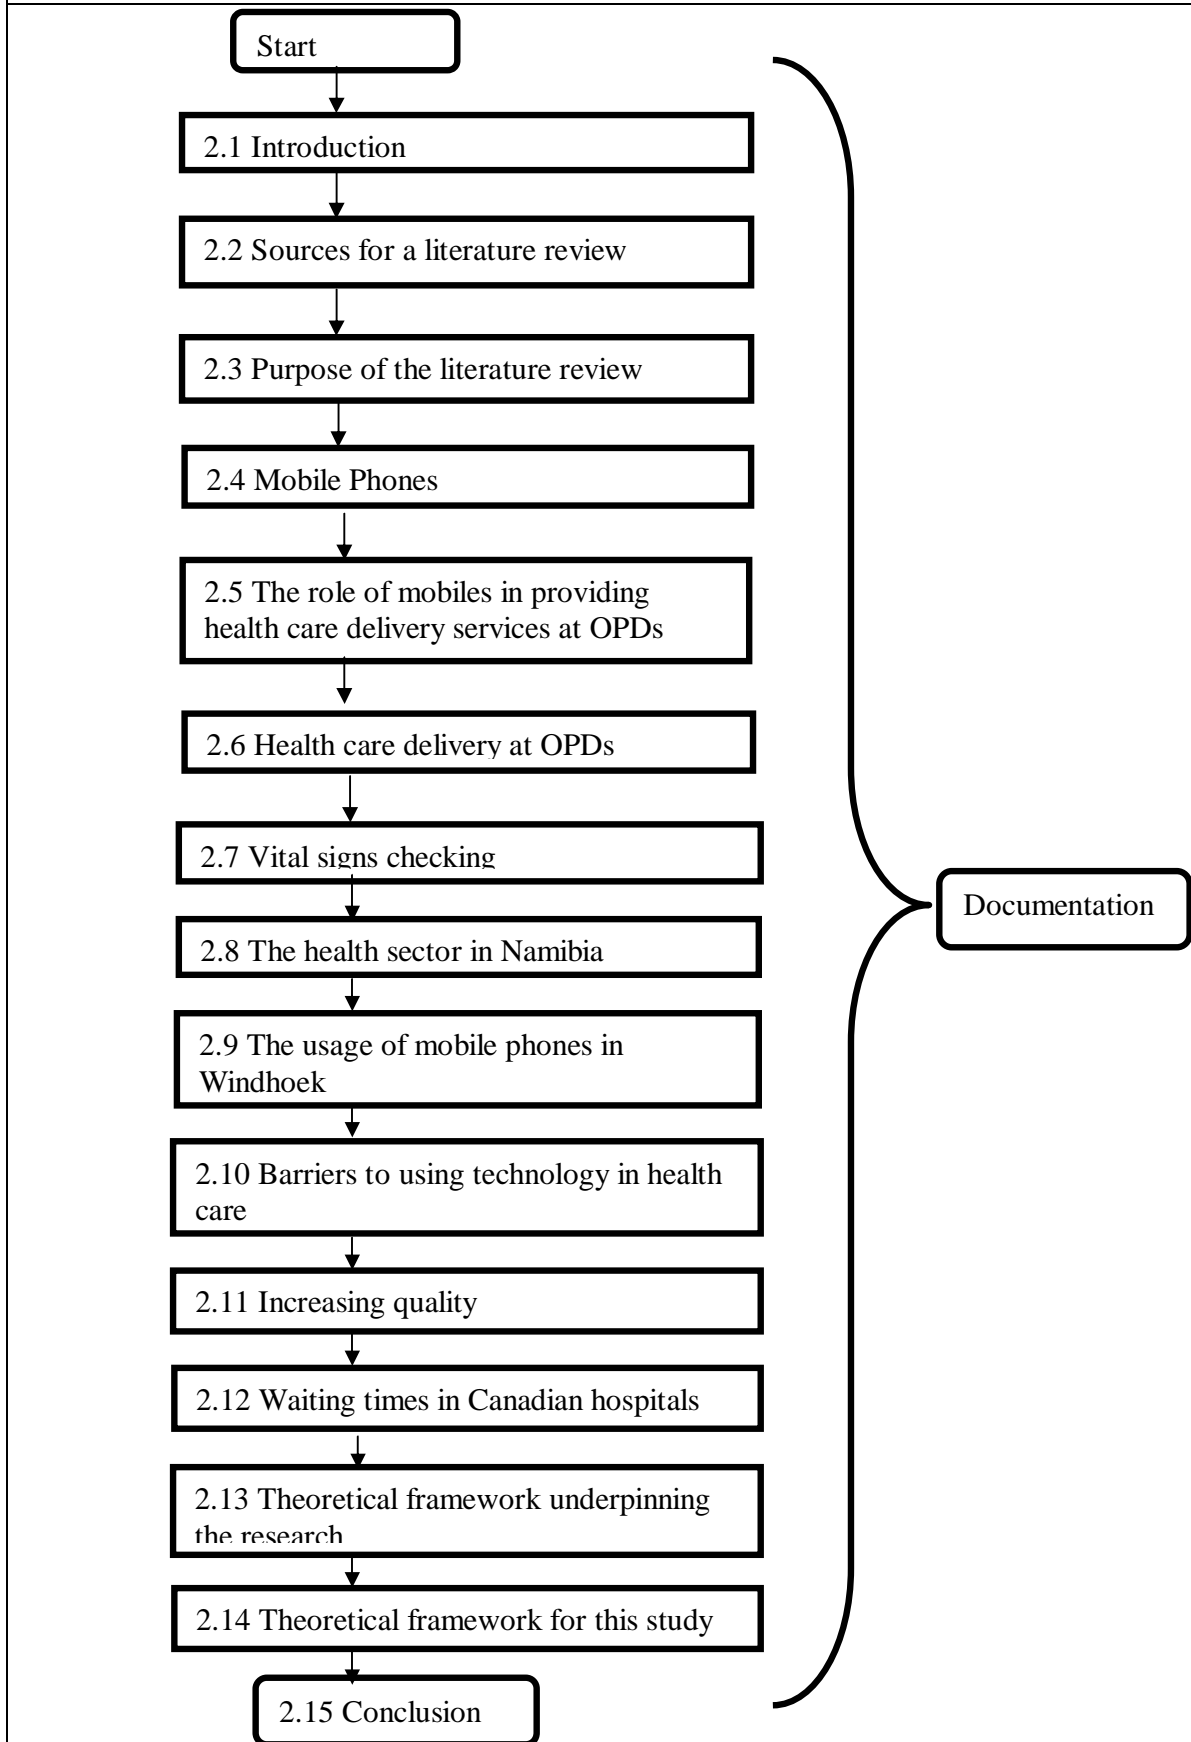 Start
2.1 Introduction
2.2 Sources for a literature review
2.3 Purpose of the literature review
2.4 Mobile Phones
2.5 The role of mobiles in providing
health care delivery services at OPDs
2.6 Health care delivery at OPDs
2.7 Vital signs checking
2.8 The health sector in Namibia
2.9 The usage of mobile phones in
Windhoek
2.10 Barriers to using technology in health
care
2.11 Increasing quality
2.12 Waiting times in Canadian hospitals
2.13 Theoretical framework underpinning
the research
2.14 Theoretical framework for this study
2.15 Conclusion
Documentation